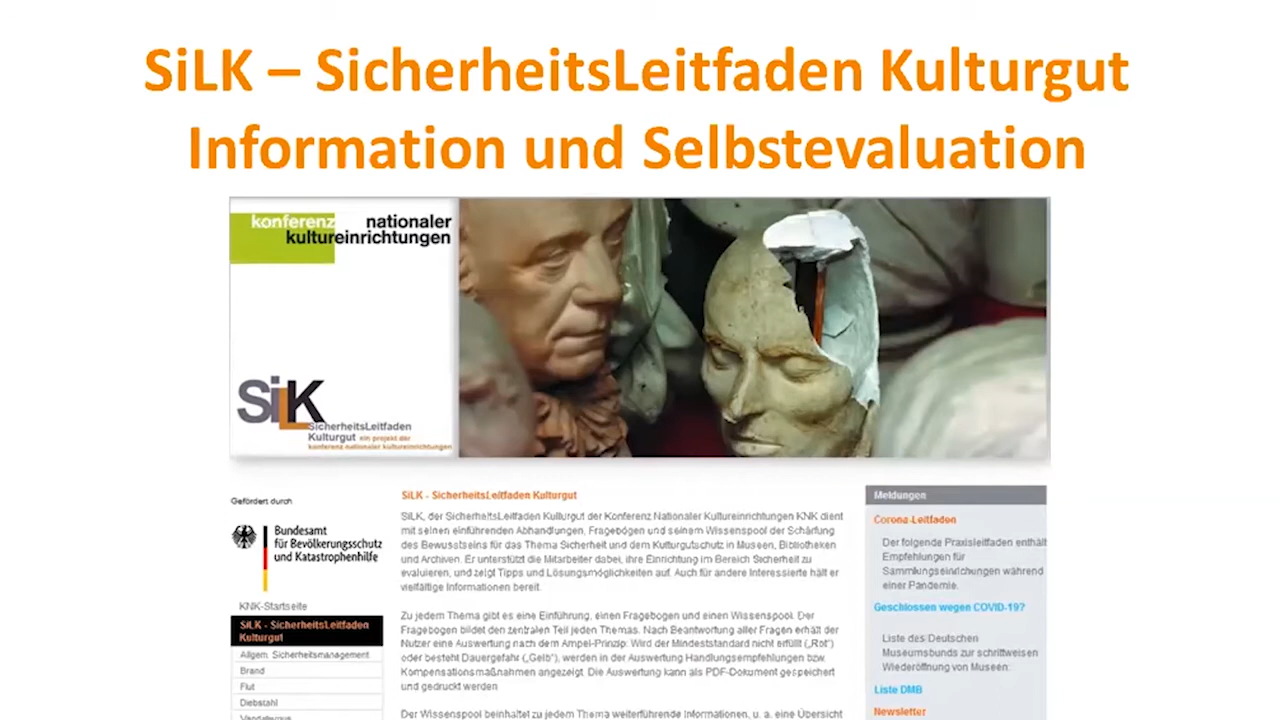 SiLK – SicherheitsLeitfaden Kulturgut
Information und Selbstevaluation
konferenz nationaler
kultureinrichtungen
SiLK
SicherheitsLeitfaden
Kulturgut ein projekt der
konferenz nationaler kultureinrichtungen
Gefördert durch
Bundesamt
für Bevölkerungsschutz
und Katastrophenhilfe
KNK-Startseite
SiLK - SicherheitsLeitfaden
Kulturgut
Allgem. Sicherheitsmanagement
Brand
Flut
Diebstahl
Vandalismus
SiLK - SicherheitsLeitfaden Kulturgut
SiLK, der SicherheitsLeitfaden Kulturgut der Konferenz Nationaler Kultureinrichtungen KNK dient
mit seinen einführenden Abhandlungen, Fragebögen und seinem Wissenspool der Schärfung
des Bewusstseins für das Thema Sicherheit und dem Kulturgutschutz in Museen, Bibliotheken
und Archiven. Er unterstützt die Mitarbeiter dabei, ihre Einrichtung im Bereich Sicherheit zu
evaluieren, und zeigt Tipps und Lösungsmöglichkeiten auf. Auch für andere Interessierte hält er
vielfältige Informationen bereit.
Zu jedem Thema gibt es eine Einführung, einen Fragebogen und einen Wissenspool. Der
Fragebogen bildet den zentralen Teil jeden Themas. Nach Beantwortung aller Fragen erhält der
Nutzer eine Auswertung nach dem Ampel-Prinzip: Wird der Mindeststandard nicht erfüllt („Rot“)
oder besteht Dauergefahr („Gelb“), werden in der Auswertung Handlungsempfehlungen bzw.
Kompensationsmaßnahmen angezeigt. Die Auswertung kann als PDF-Dokument gespeichert
und gedruckt werden
Der Wissenspool beinhaltet zu jedem Thema weiterführende Informationen, u. a. eine Übersicht
Meldungen
Corona-Leitfaden
Der folgende Praxisleitfaden enthält
Empfehlungen für
Sammlungseinrichungen während
einer Pandemie.
Geschlossen wegen COVID-19?
Liste des Deutschen
Museumsbunds zur schrittweisen
Wiederöffnung von Museen:
Liste DMB
Newsletter